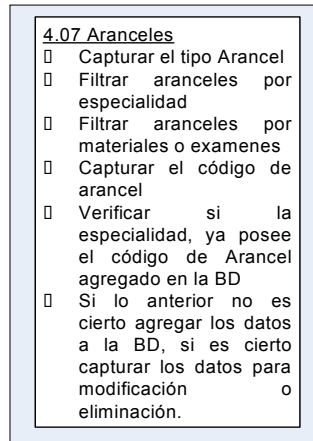 4.07 Aranceles
▯ Capturar el tipo Arancel
▯ Filtrar aranceles por
especialidad
▯ Filtrar aranceles por
materiales o examenes
▯ Capturar el código de
arancel
▯ Verificar si la
especialidad, ya posee
el código de Arancel
agregado en la BD
▯ Si lo anterior no es
cierto agregar los datos
a la BD, si es cierto
capturar los datos para
modificación o
eliminación.